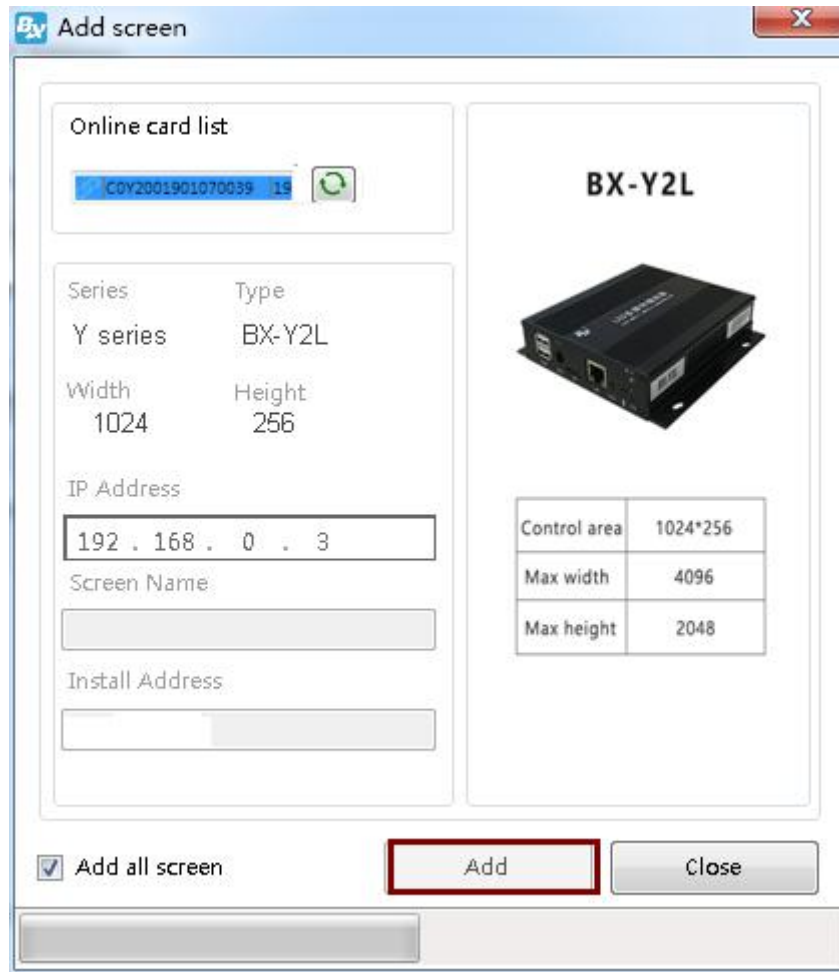 BX Add screen
Online card list
C0Y2001901070039 19
Series Type
Y series BX-Y2L
Width Height
1024 256
IP Address
192 . 168 . 0 . 3
Screen Name
Install Address
Add all screen
Add
Close
BX-Y2L
Control area 1024*256
Max width 4096
Max height 2048